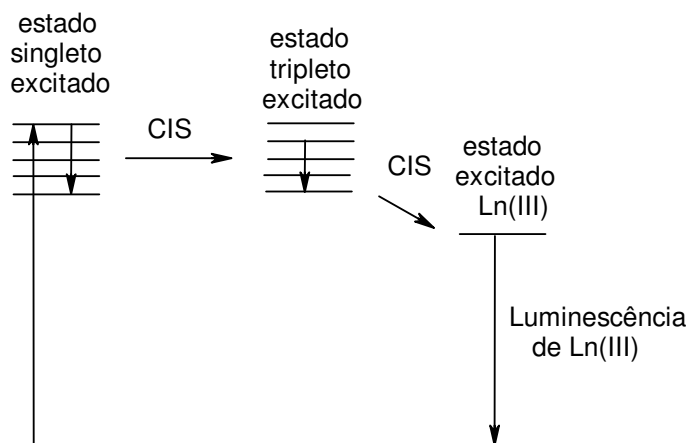 estado
singleto
excitado
CIS
estado
tripleto
excitado
CIS
estado
excitado
Ln(III)
Luminescência
de Ln(III)